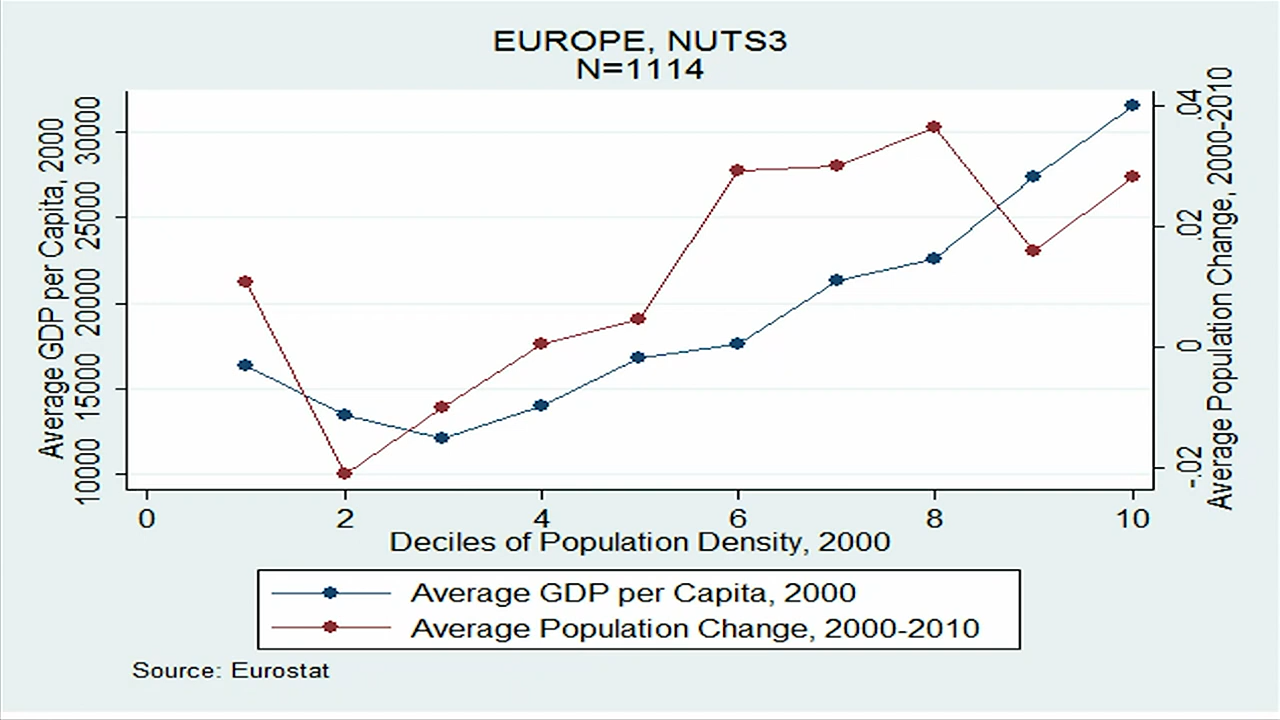 EUROPE, NUTS3
N=1114
Average GDP per Capita, 2000
10000 15000 20000 25000 30000
-.02 0 .02 .04
Average Population Change, 2000-2010
0 2 4 6 8 10
Deciles of Population Density, 2000
Average GDP per Capita, 2000
Average Population Change, 2000-2010
Source: Eurostat